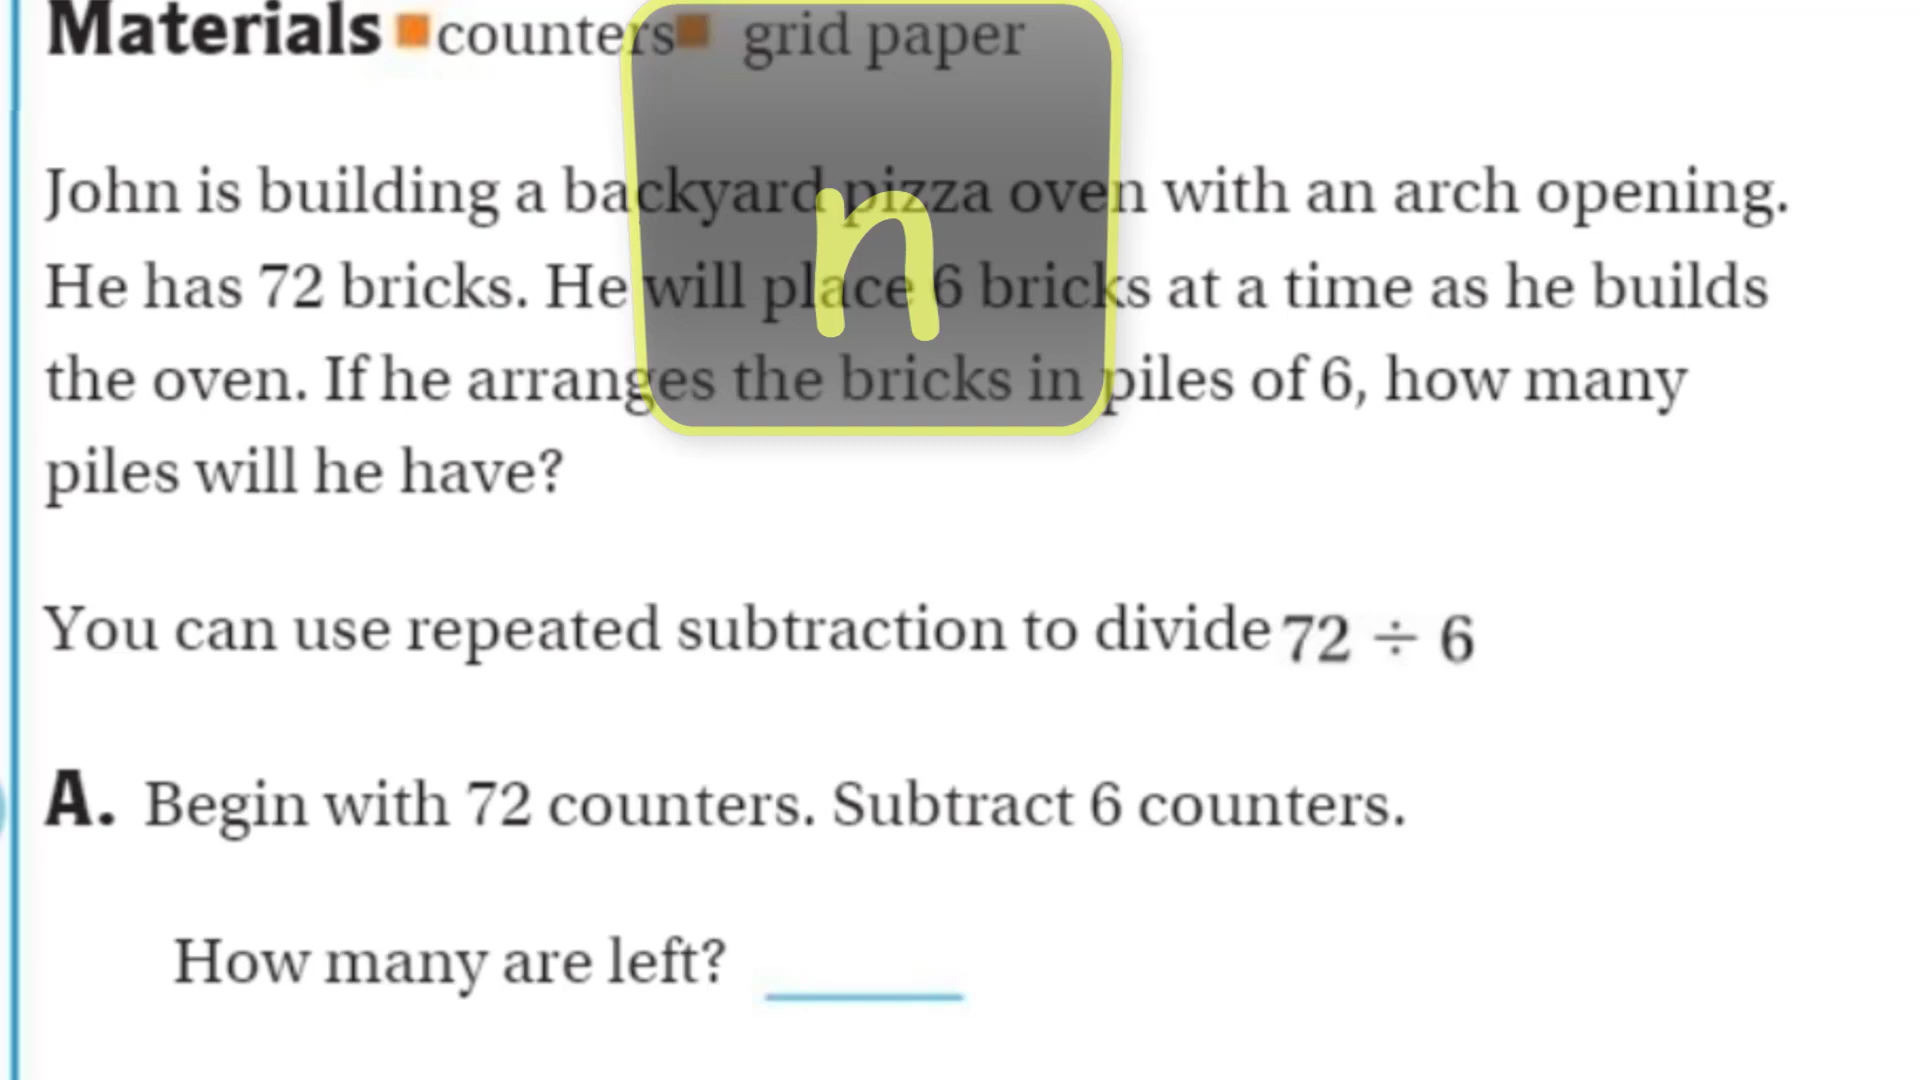 Materials ■ counters ■ grid paper
n
John is building a backyard pizza oven with an arch opening.
He has 72 bricks. He will place 6 bricks at a time as he builds
the oven. If he arranges the bricks in piles of 6, how many
piles will he have?
You can use repeated subtraction to divide 72 ÷ 6
A. Begin with 72 counters. Subtract 6 counters.
How many are left?